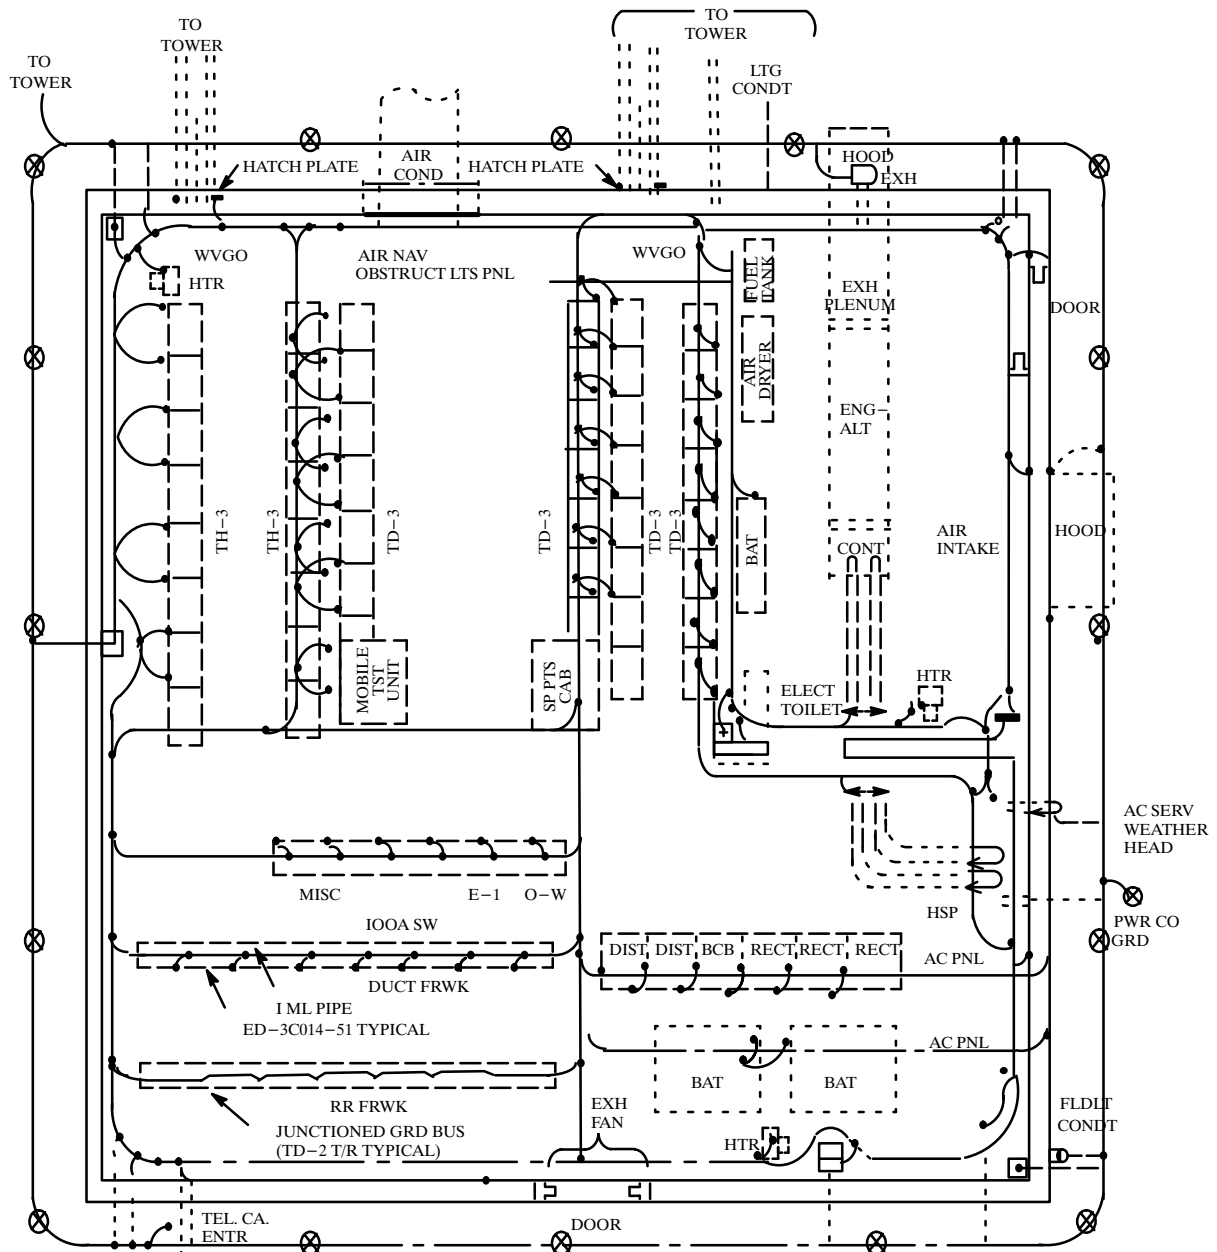 TO
TOWER
TO
TOWER
TO
TOWER
LTG
CONDT
HATCH PLATE
AIR
COND
HATCH PLATE
HOOD
EXH
WVGO
HTR
AIR NAV
OBSTRUCT LTS PNL
WVGO
FUEL
TANK
EXH
PLENUM
DOOR
AIR
DRYER
ENG-
ALT
TH-3
TH-3
TD-3
TD-3
TD-3
TD-3
BAT
CONT
AIR
INTAKE
HOOD
MOBILE
TST
UNIT
SP PTS
CAB
ELECT
TOILET
HTR
AC SERV
WEATHER
HEAD
MISC
E-1
O-W
HSP
PWR CO
GRD
IOOA SW
DIST
DIST
BCB
RECT
RECT
RECT
AC PNL
DUCT FRWK
I ML PIPE
ED-3C014-51 TYPICAL
AC PNL
BAT
BAT
RR FRWK
JUNCTIONED GRD BUS
(TD-2 T/R TYPICAL)
EXH
FAN
HTR
FLDLT
CONDT
TEL. CA.
ENTR
DOOR